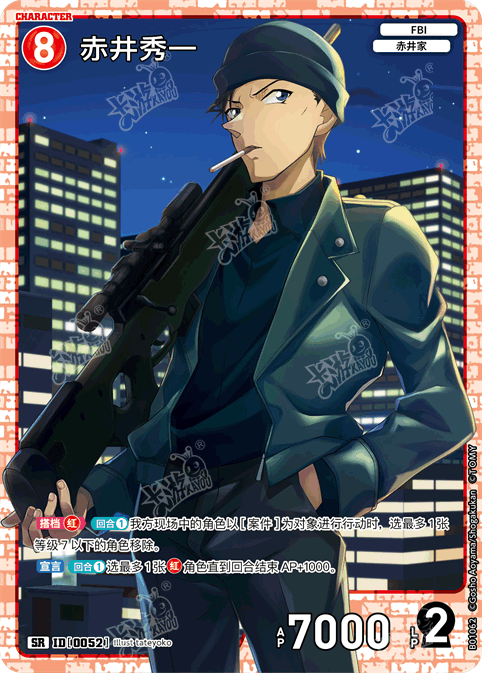 CHARACTER
8 赤井秀一
FBI
赤井家
搭档 红 回合1 我方现场中的角色以[案件]为对象进行行动时，选最多1张
等级7以下的角色移除。
宣言 回合1 选最多1张 红 角色直到回合结束 AP+1000。
SR ID[0052] Illust tateyoko
AP 7000 LP 2
B01062 ©Gosho Aoyama/Shogakukan ©TOMY